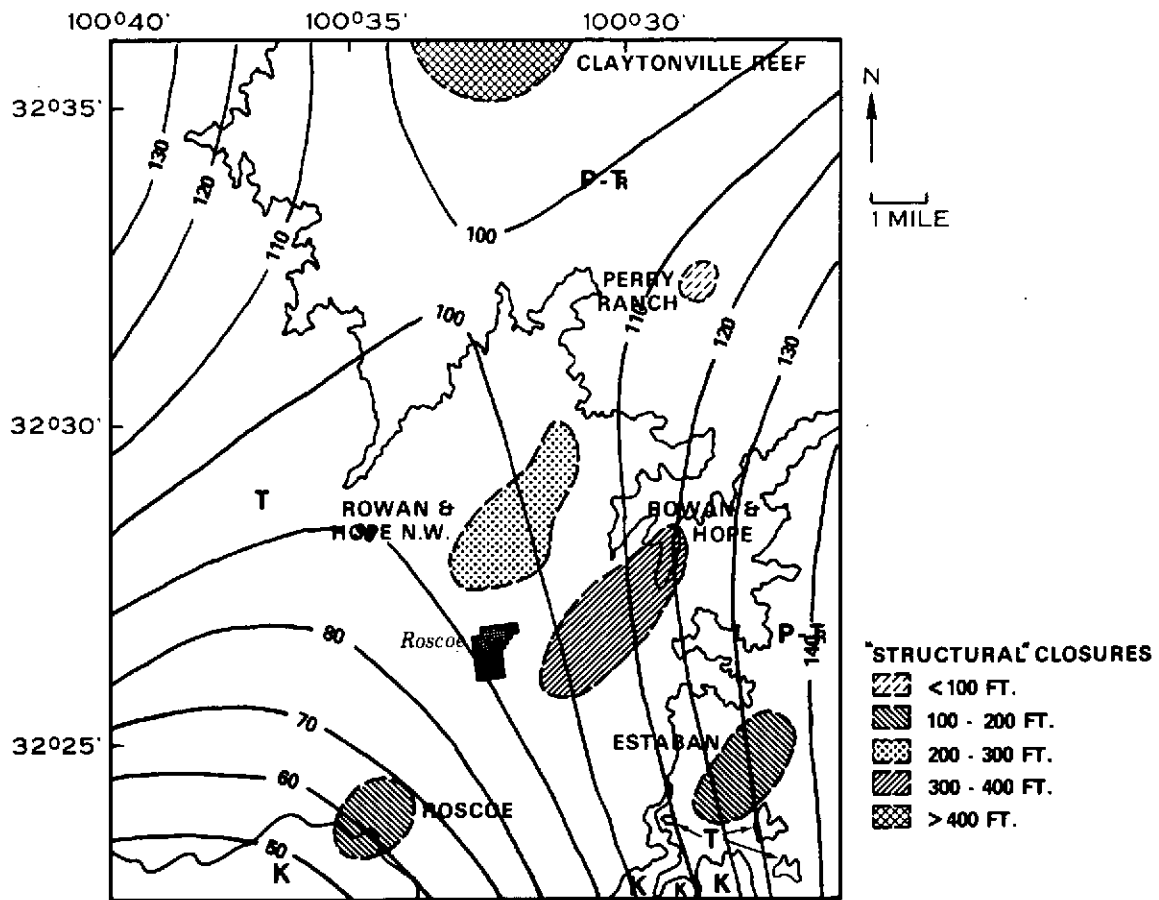 100°40' 100°35' 100°30'
CLAYTONVILLE REEF
N
32°35'
130
120
110
P-TR
1 MILE
100
PERRY
RANCH
100
110
120
130
32°30'
T
ROWAN &
HOPE N.W.
ROWAN &
HOPE
Roscoe
80
P-
140
"STRUCTURAL" CLOSURES
<100 FT.
100 - 200 FT.
200 - 300 FT.
300 - 400 FT.
>400 FT.
70
32°25'
ESTABAN
60
ROSCOE
T
50
K
K
K
K